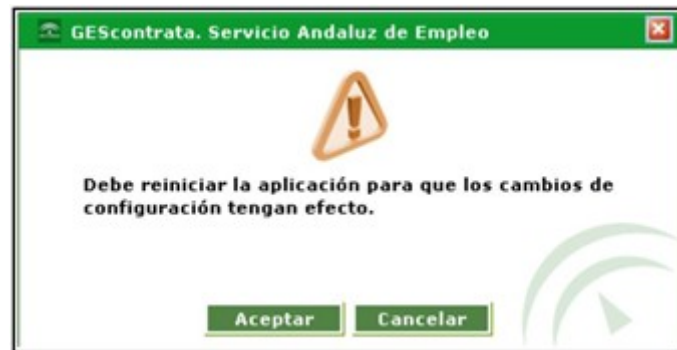 GEScontrata. Servicio Andaluz de Empleo
Debe reiniciar la aplicación para que los cambios de
configuración tengan efecto.
Aceptar Cancelar